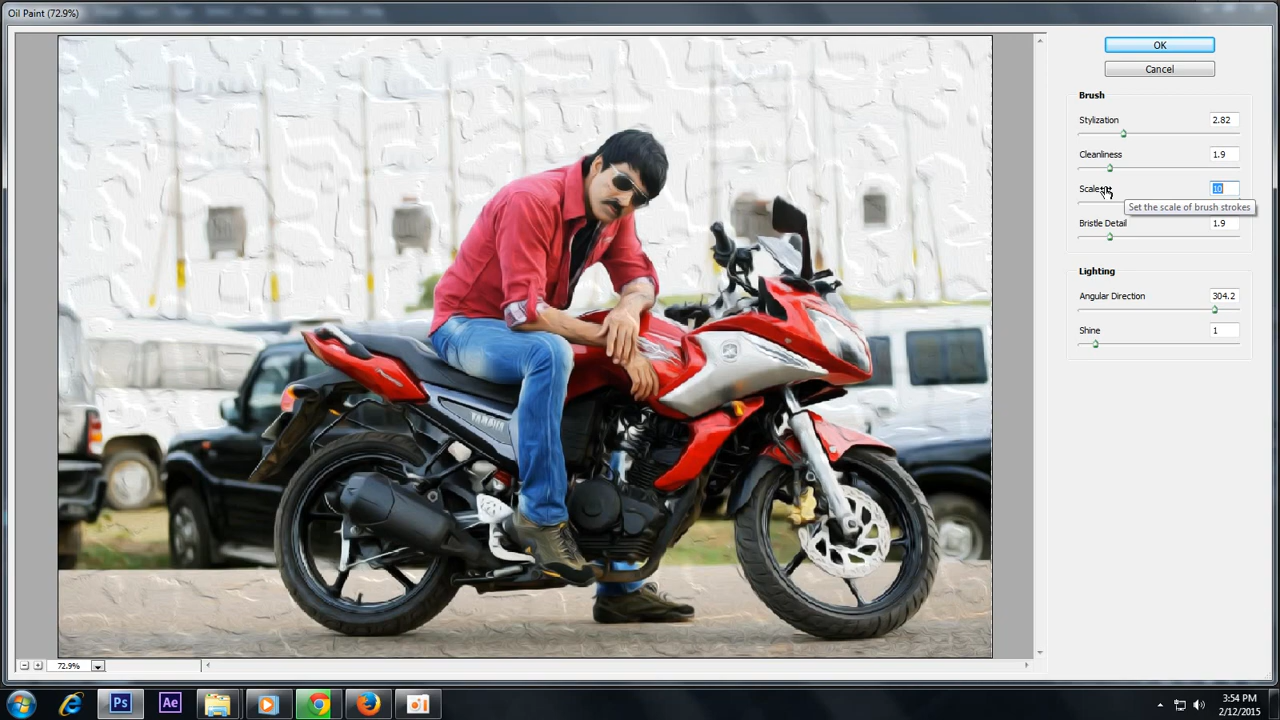 Oil Paint (72.9%)
OK
Cancel
Brush
Stylization 2.82
Cleanliness 1.9
Scale 10
Set the scale of brush strokes
Bristle Detail 1.9
Lighting
Angular Direction 304.2
Shine 1
YAMAHA
72.9%
Ps
Ae
3:54 PM
2/12/2015